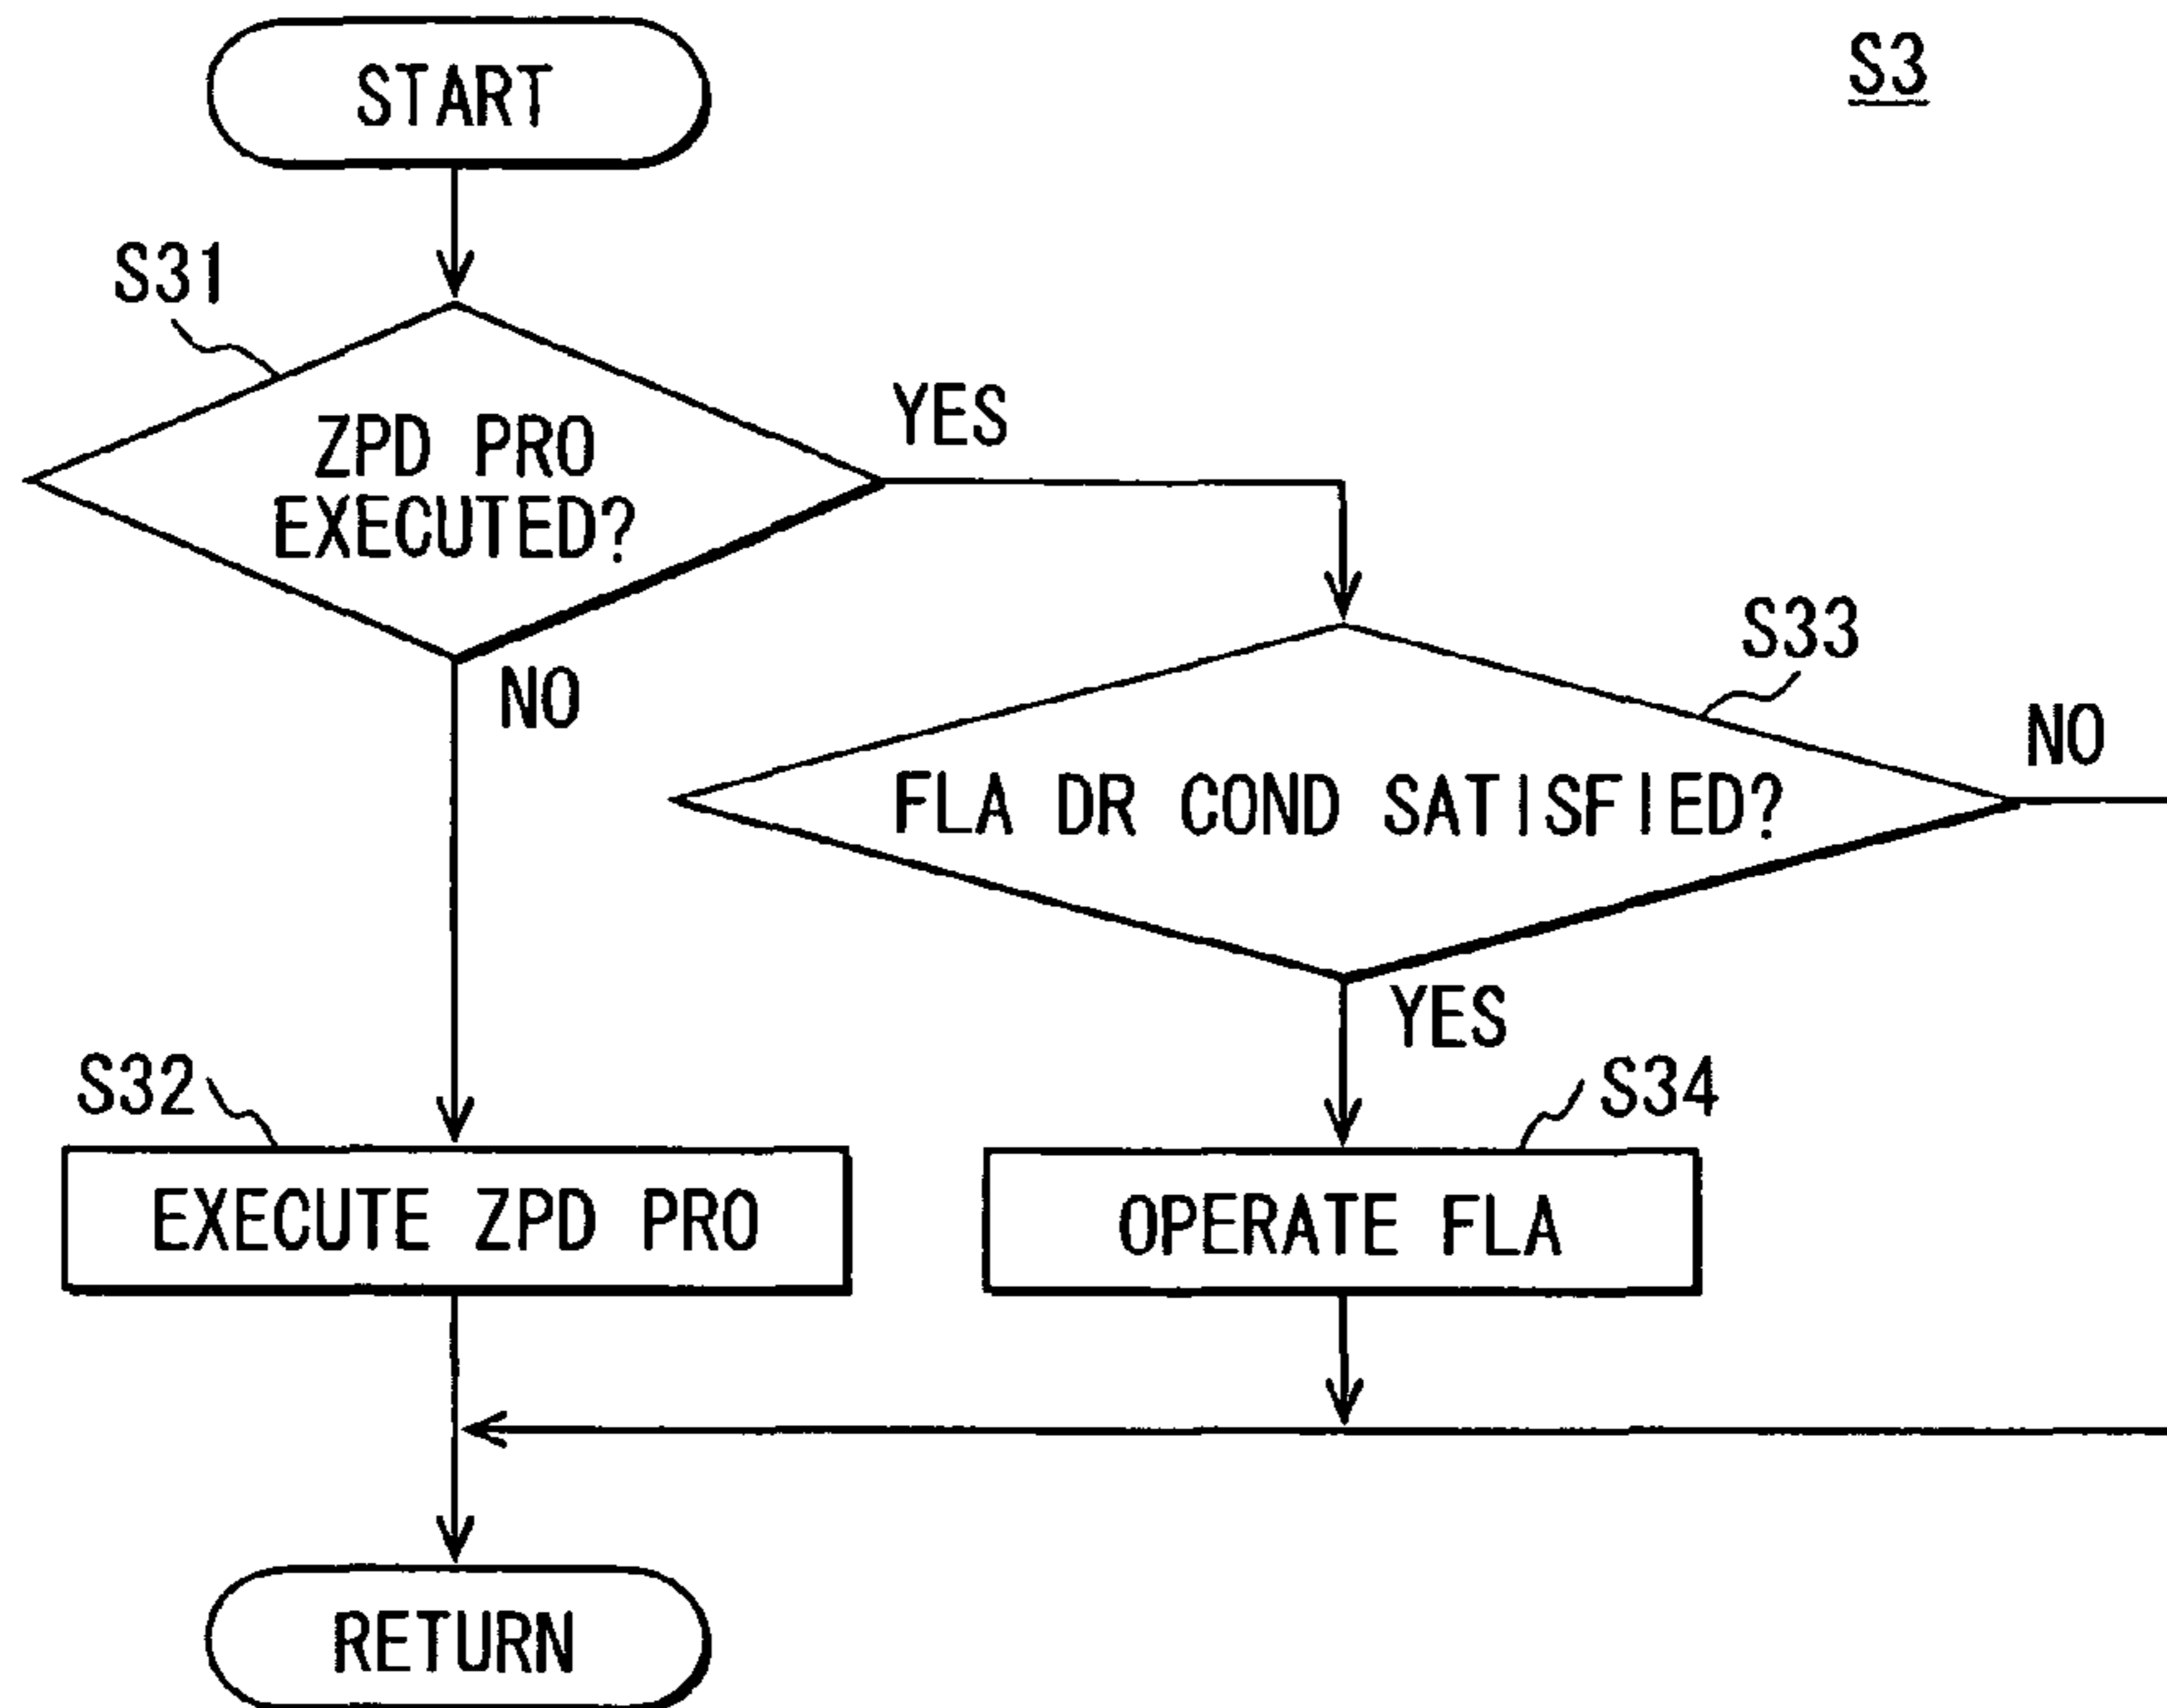 START
S3
S31
ZPD PRO
EXECUTED?
YES
NO
S33
FLA DR COND SATISFIED?
NO
YES
S32
EXECUTE ZPD PRO
S34
OPERATE FLA
RETURN